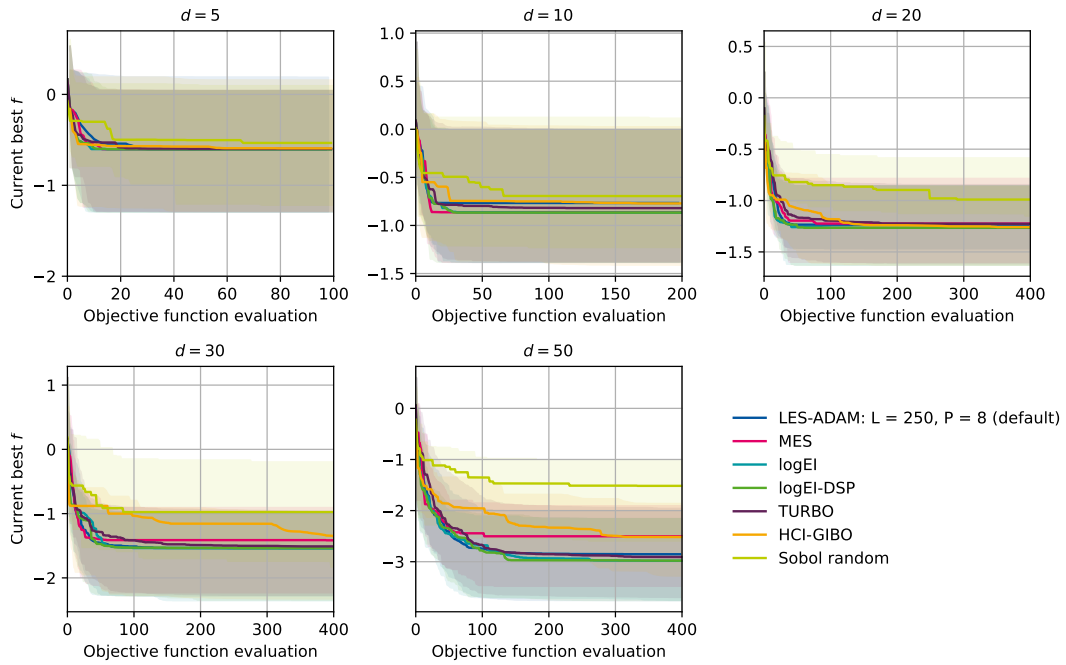 d = 5
d = 10
d = 20
Current best f
0
−1
−2
0 20 40 60 80 100
Objective function evaluation
1.0
0.5
0.0
−0.5
−1.0
−1.5
0 50 100 150 200
Objective function evaluation
0.5
0.0
−0.5
−1.0
−1.5
0 100 200 300 400
Objective function evaluation
d = 30
d = 50
Current best f
1
0
−1
−2
0 100 200 300 400
Objective function evaluation
0
−1
−2
−3
0 100 200 300 400
Objective function evaluation
LES-ADAM: L = 250, P = 8 (default)
MES
logEI
logEI-DSP
TURBO
HCI-GIBO
Sobol random